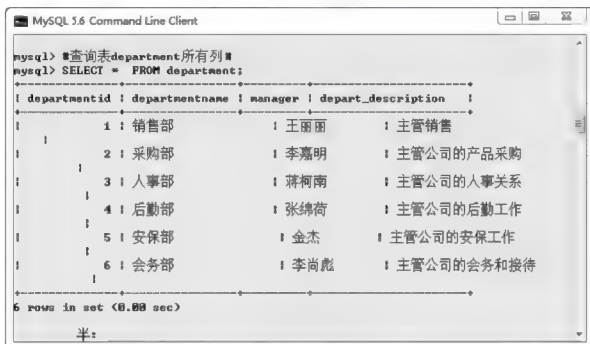 MySQL 5.6 Command Line Client
mysql> #查询表department所有列#
mysql> SELECT * FROM department;
| departmentid | departmentname | manager | depart_description |
| 1 | 销售部 | 王丽丽 | 主管销售 |
| 2 | 采购部 | 李嘉明 | 主管公司的产品采购 |
| 3 | 人事部 | 蒋柯南 | 主管公司的人事关系 |
| 4 | 后勤部 | 张绵荷 | 主管公司的后勤工作 |
| 5 | 安保部 | 金杰 | 主管公司的安保工作 |
| 6 | 会务部 | 李尚彪 | 主管公司的会务和接待 |
6 rows in set (0.00 sec)
半: